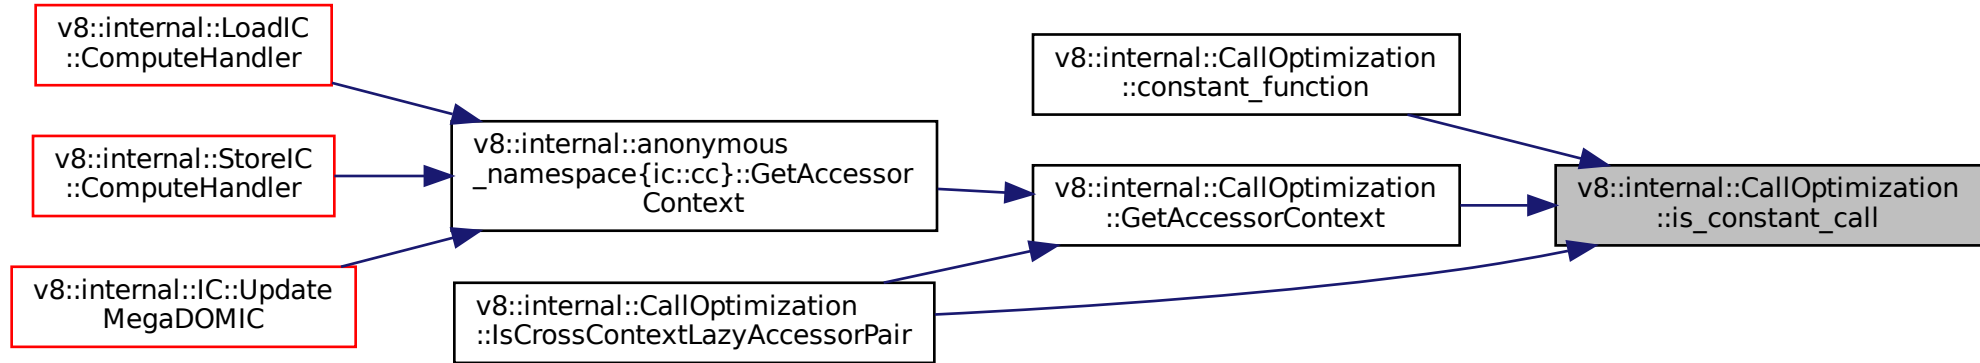 v8::internal::LoadIC
::ComputeHandler
v8::internal::StoreIC
::ComputeHandler
v8::internal::IC::Update
MegaDOMIC
v8::internal::anonymous
_namespace{ic::cc}::GetAccessor
Context
v8::internal::CallOptimization
::IsCrossContextLazyAccessorPair
v8::internal::CallOptimization
::constant_function
v8::internal::CallOptimization
::GetAccessorContext
v8::internal::CallOptimization
::is_constant_call